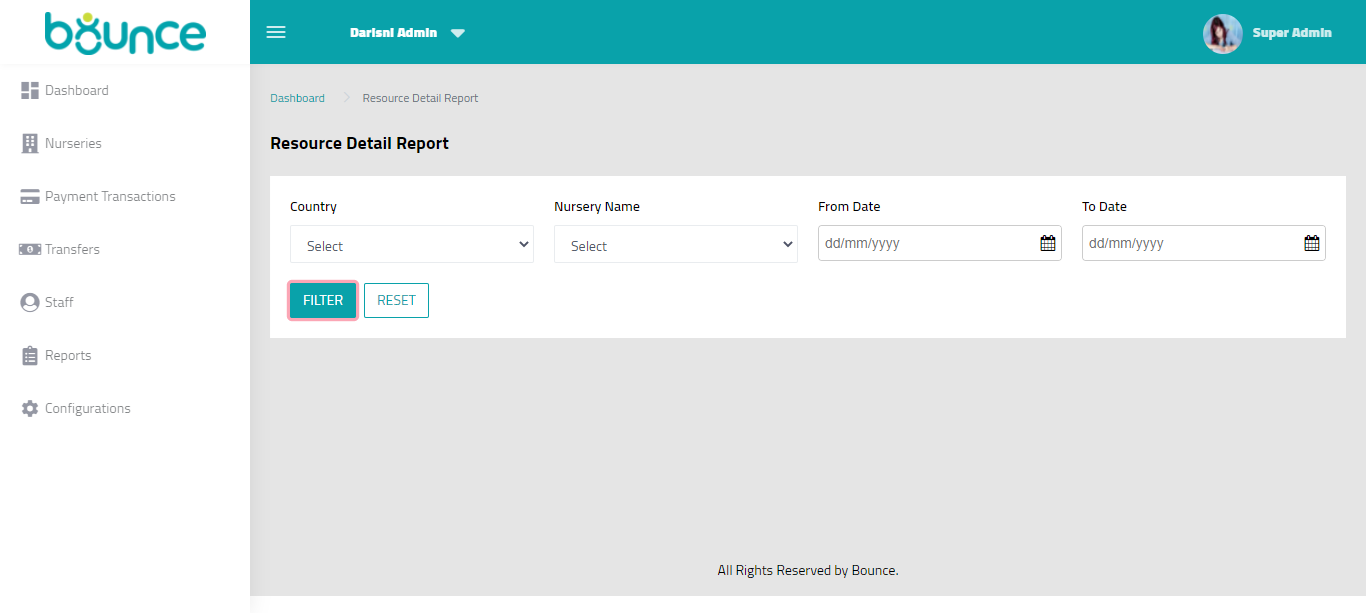 bounce
Darisni Admin
Super Admin
Dashboard
Nurseries
Payment Transactions
Transfers
Staff
Reports
Configurations
Dashboard Resource Detail Report
Resource Detail Report
Country Nursery Name From Date To Date
Select Select dd/mm/yyyy dd/mm/yyyy
FILTER RESET
All Rights Reserved by Bounce.